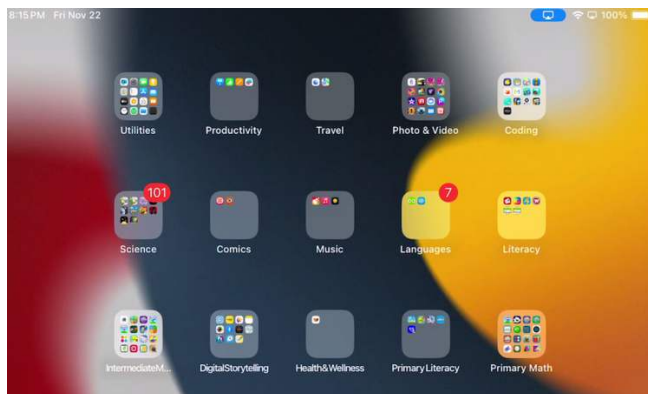 8:15 PM Fri Nov 22 100%
Utilities Productivity Travel Photo & Video Coding
101 7
Science Comics Music Languages Literacy
IntermediateM... DigitalStorytelling Health&Wellness Primary Literacy Primary Math